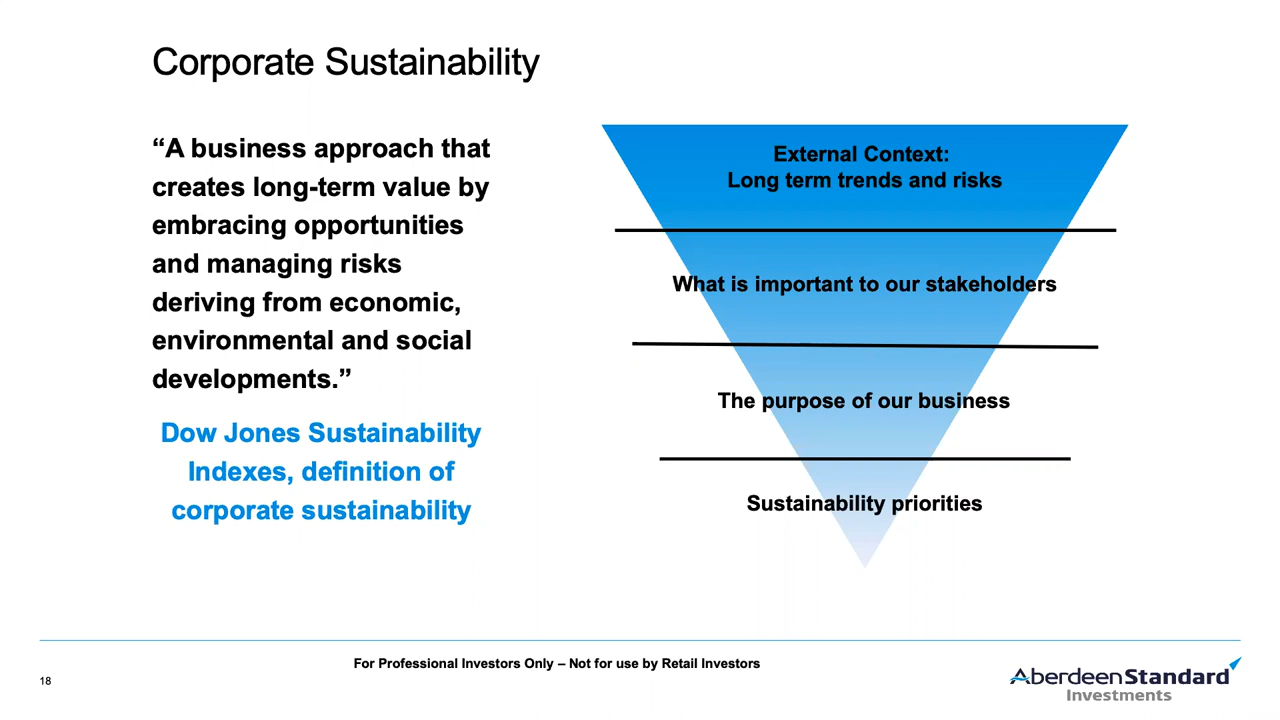 Corporate Sustainability
“A business approach that
creates long-term value by
embracing opportunities
and managing risks
deriving from economic,
environmental and social
developments.”
Dow Jones Sustainability
Indexes, definition of
corporate sustainability
External Context:
Long term trends and risks
What is important to our stakeholders
The purpose of our business
Sustainability priorities
For Professional Investors Only – Not for use by Retail Investors
18
AberdeenStandard
Investments